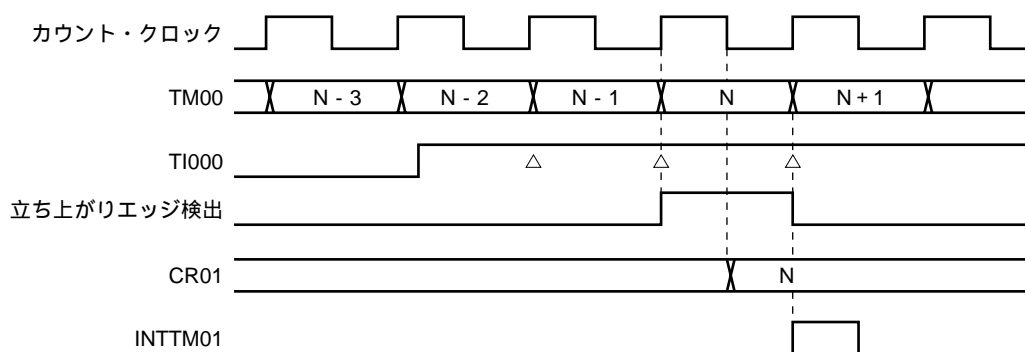 カウント・クロック
TM00 N - 3 N - 2 N - 1 N N + 1
TI000
立ち上がりエッジ検出
CR01 N
INTTM01